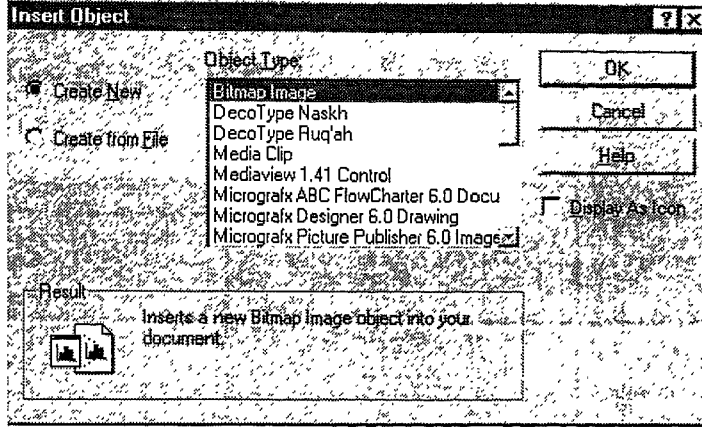 Insert Object
Object Type:
Create New
Create from File
Bitmap Image
DecoType Naskh
DecoType Ruq'ah
Media Clip
Mediaview 1.41 Control
Micrografx ABC FlowCharter 6.0 Docu
Micrografx Designer 6.0 Drawing
Micrografx Picture Publisher 6.0 Image
OK
Cancel
Help
Display As Icon
Result
Inserts a new Bitmap Image object into your
document.